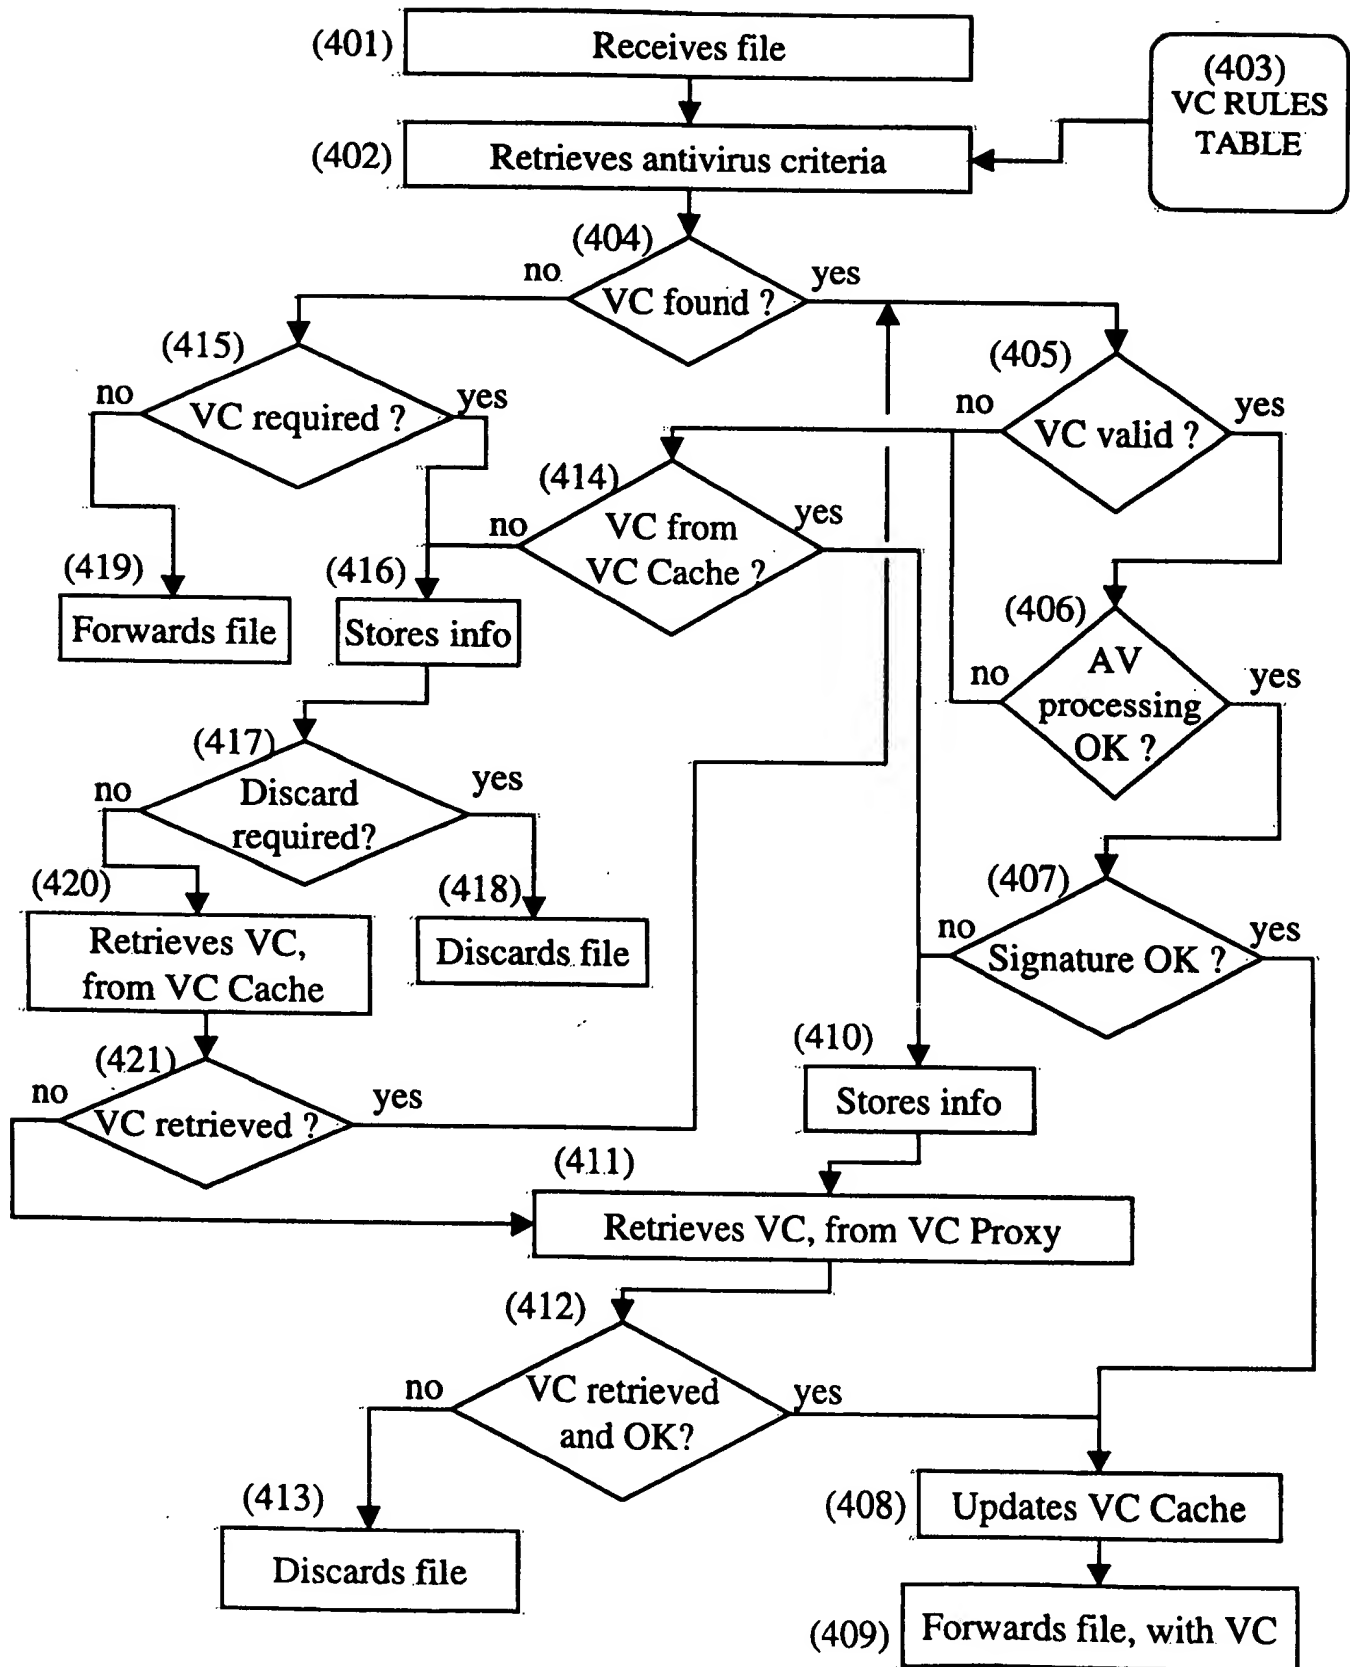 (401)
Receives file
(403)
VC RULES
TABLE
(402)
Retrieves antivirus criteria
(404)
no
VC found ?
yes
(415)
no
VC required ?
yes
(405)
no
VC valid ?
yes
(414)
no
VC from
VC Cache ?
yes
(419)
Forwards file
(416)
Stores info
(406)
no
AV
processing
OK ?
yes
(417)
no
Discard
required?
yes
(420)
Retrieves VC,
from VC Cache
(418)
Discards file
(407)
no
Signature OK ?
yes
(421)
no
VC retrieved ?
yes
(410)
Stores info
(411)
Retrieves VC, from VC Proxy
(412)
no
VC retrieved
and OK?
yes
(413)
Discards file
(408)
Updates VC Cache
(409)
Forwards file, with VC